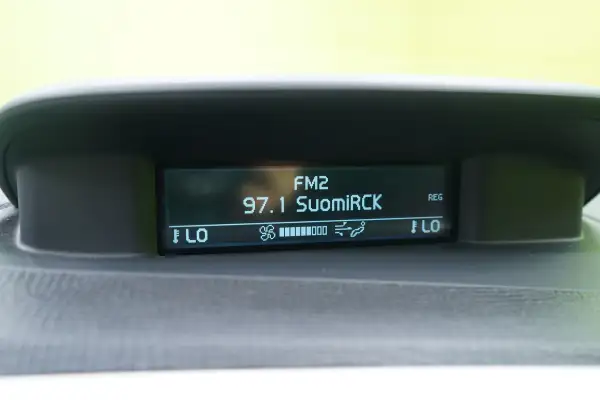 FM2
97.1 SuomiRCK
REG
LO LO